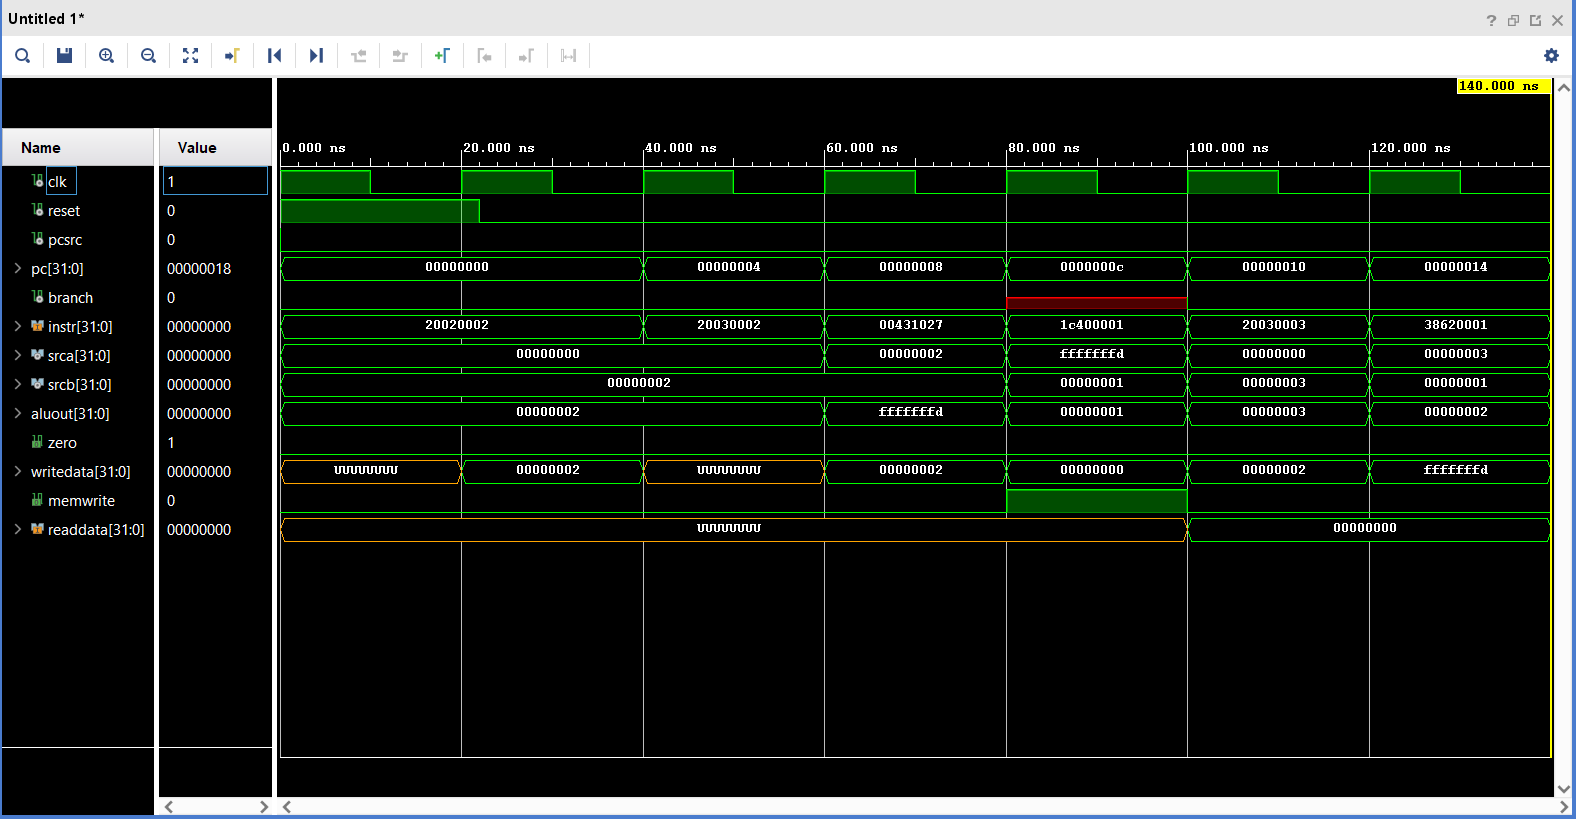 Untitled 1*
140.000 ns
Name Value
0.000 ns 20.000 ns 40.000 ns 60.000 ns 80.000 ns 100.000 ns 120.000 ns
clk 1
reset 0
pcsrc 0
pc[31:0] 00000018 00000000 00000004 00000008 0000000c 00000010 00000014
branch 0
instr[31:0] 00000000 20020002 20030002 00431027 1c400001 20030003 38620001
srca[31:0] 00000000 00000000 00000002 fffffffd 00000000 00000003
srcb[31:0] 00000000 00000002 00000001 00000003 00000001
aluout[31:0] 00000000 00000002 fffffffd 00000001 00000003 00000002
zero 1
writedata[31:0] 00000000 UUUUUUUU 00000002 UUUUUUUU 00000002 00000000 00000002 fffffffd
memwrite 0
readdata[31:0] 00000000 UUUUUUUU 00000000